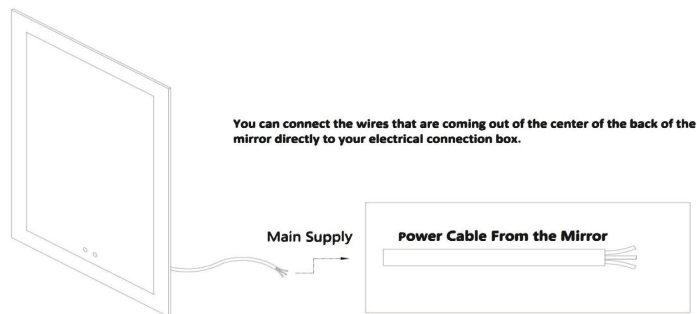 You can connect the wires that are coming out of the center of the back of the
mirror directly to your electrical connection box.
Main Supply
Power Cable From the Mirror